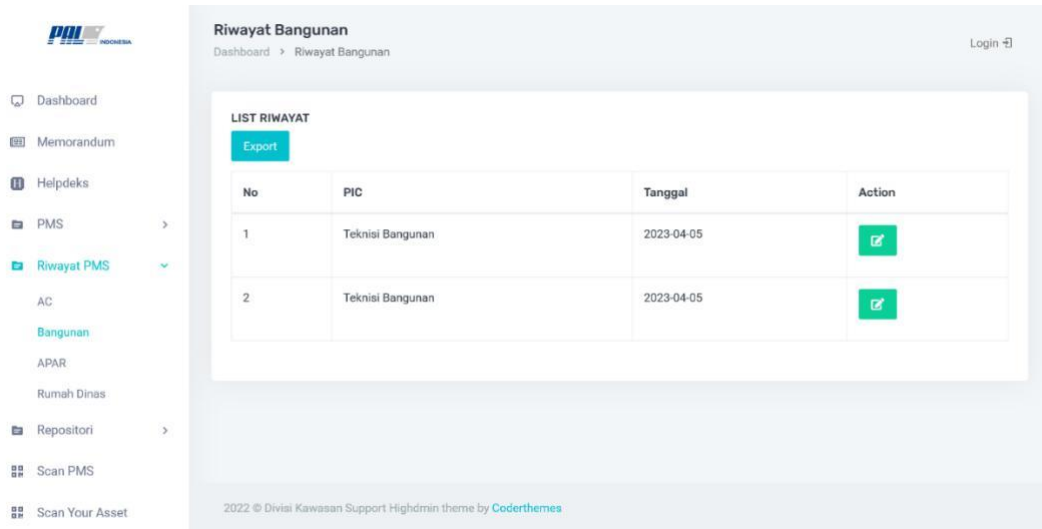 PAL INDONESIA
Dashboard
Memorandum
Helpdeks
PMS
Riwayat PMS
AC
Bangunan
APAR
Rumah Dinas
Repositori
Scan PMS
Scan Your Asset
Riwayat Bangunan
Dashboard > Riwayat Bangunan
Login
LIST RIWAYAT
Export
No PIC Tanggal Action
1 Teknisi Bangunan 2023-04-05
2 Teknisi Bangunan 2023-04-05
2022 © Divisi Kawasan Support Highdmin theme by Coderthemes